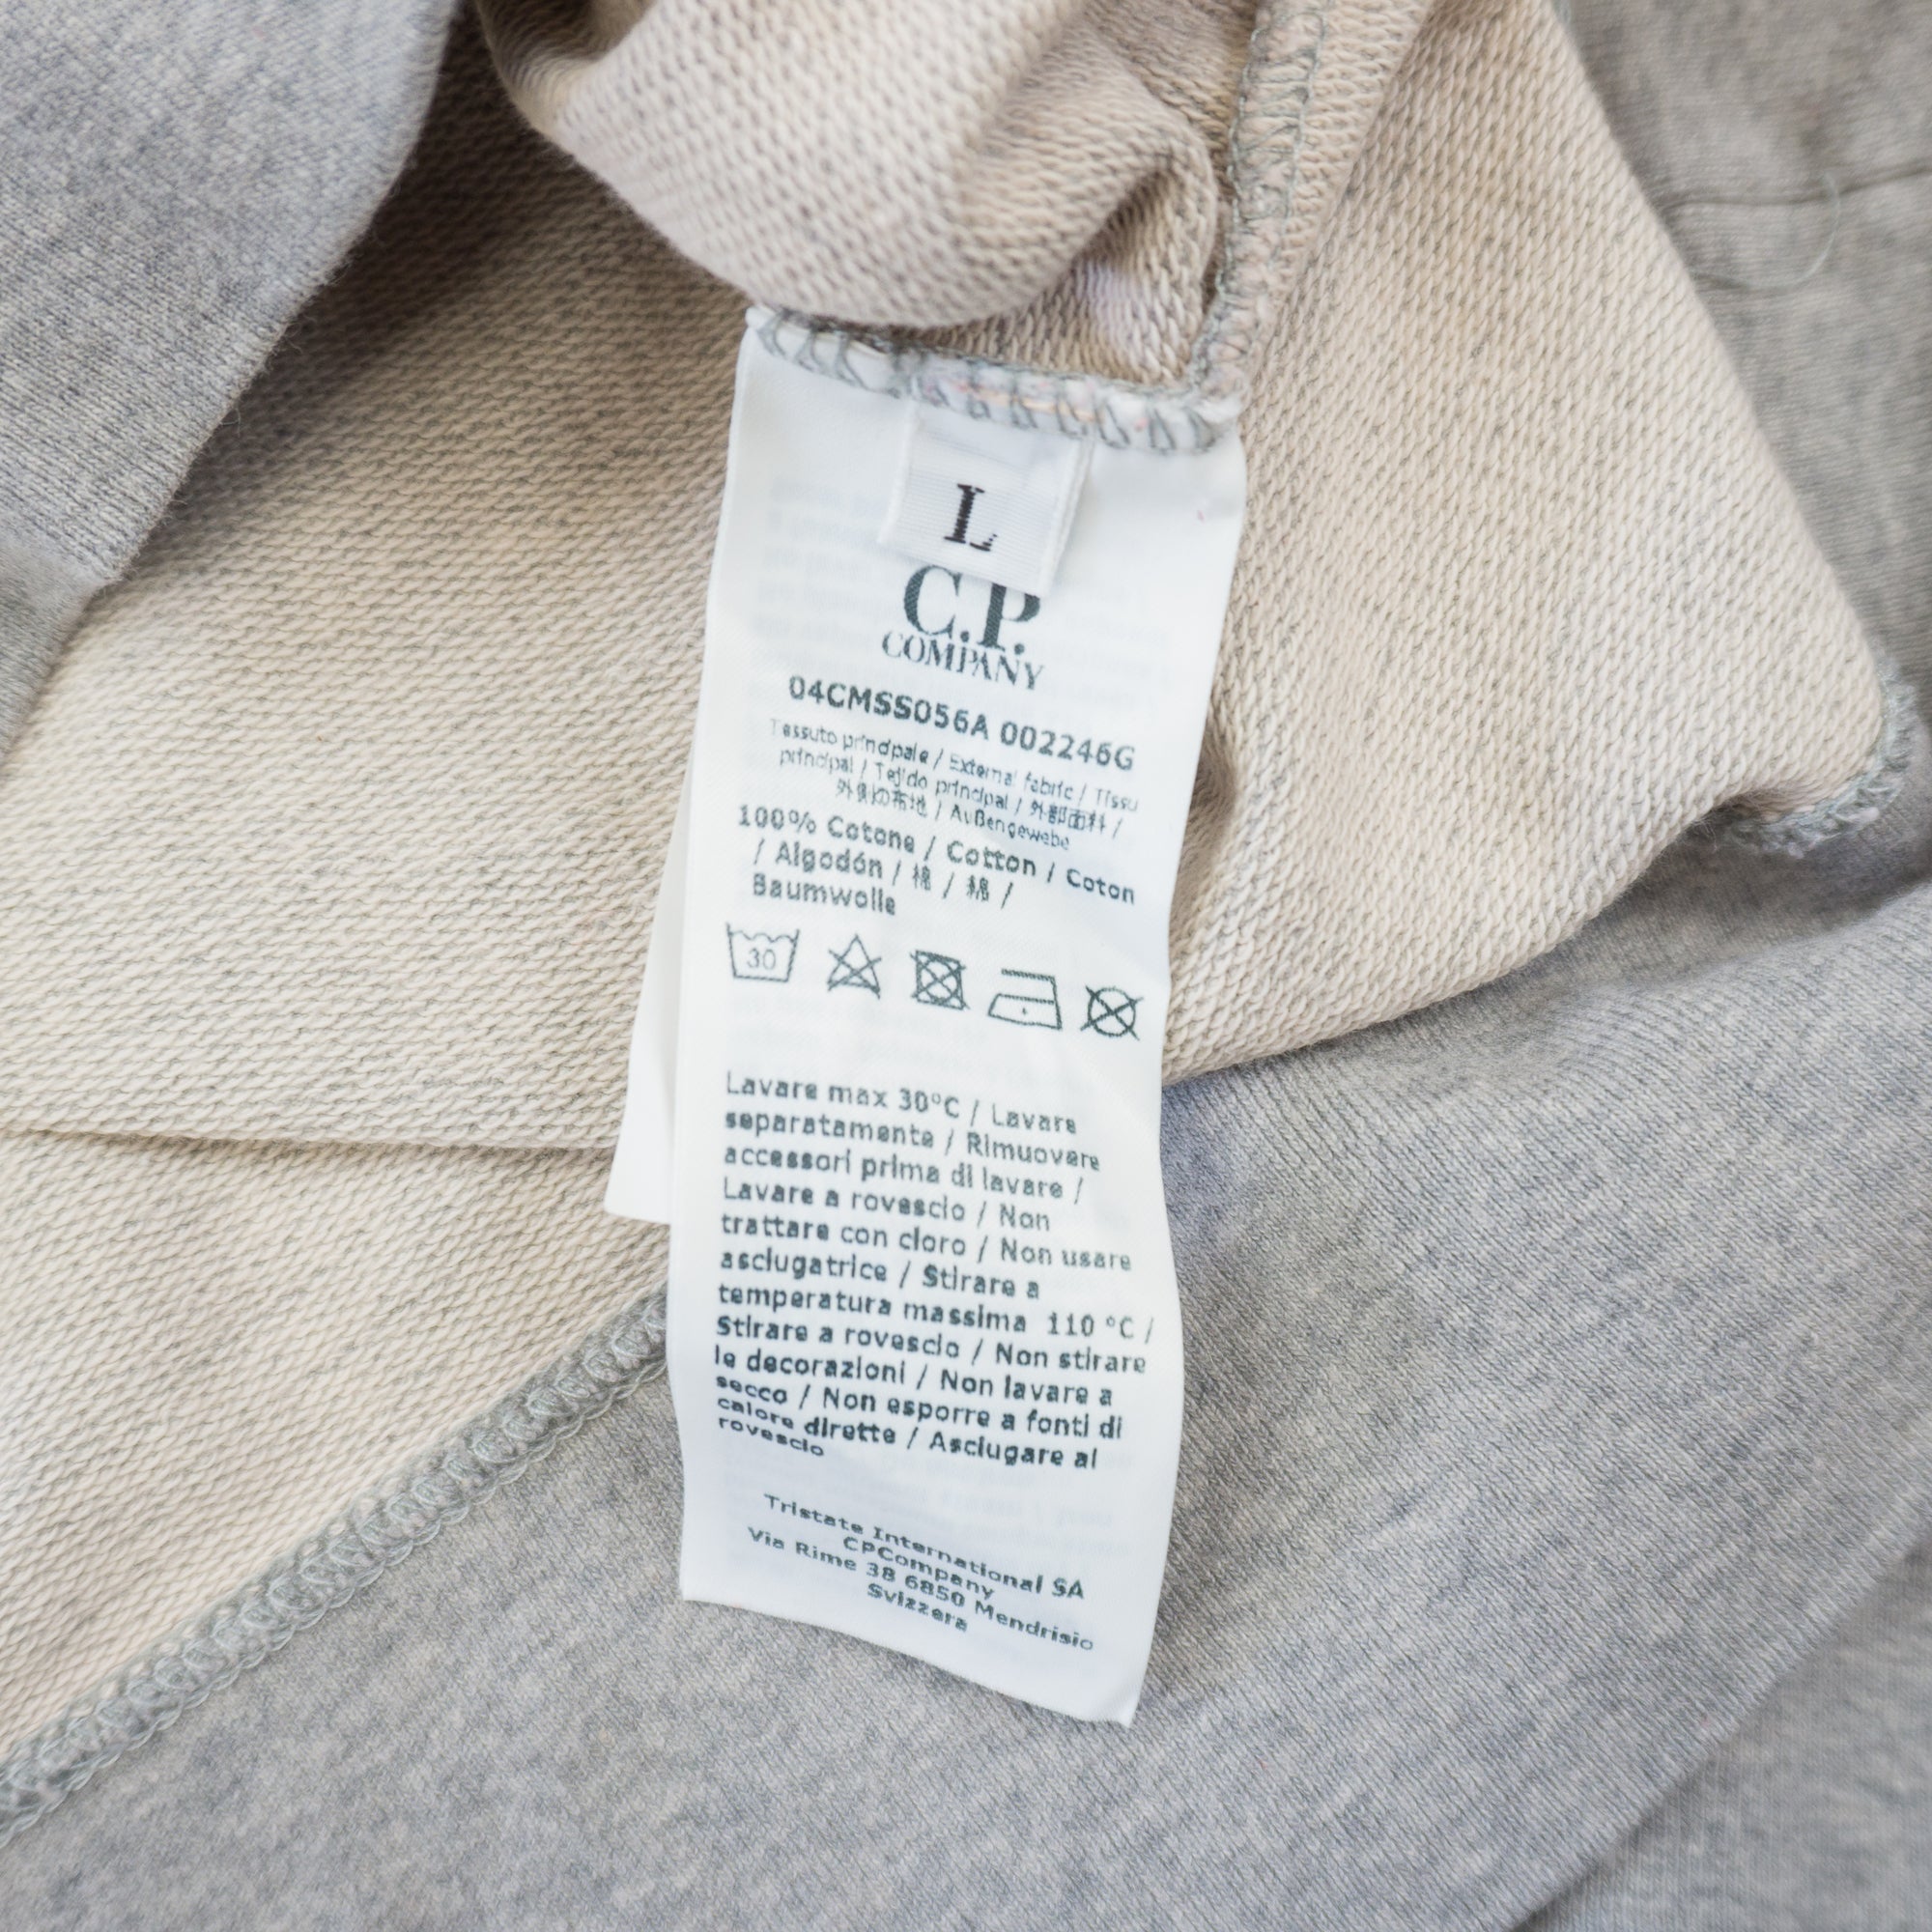 L
C.P.
COMPANY
04CMSS056A 002246G
Tessuto principale / External fabric / Tissu
principal / Tejido principal / 外部面料 /
外側の布地 / Außengewebe
100% Cotone / Cotton / Coton
/ Algodón / 棉 / 綿 /
Baumwolle
30
Lavare max 30°C / Lavare
separatamente / Rimuovere
accessori prima di lavare /
Lavare a rovescio / Non
trattare con cloro / Non usare
asciugatrice / Stirare a
temperatura massima 110 °C /
Stirare a rovescio / Non stirare
le decorazioni / Non lavare a
secco / Non esporre a fonti di
calore dirette / Asciugare al
rovescio
Tristate International SA
CPCompany
Via Rime 38 6850 Mendrisio
Svizzera